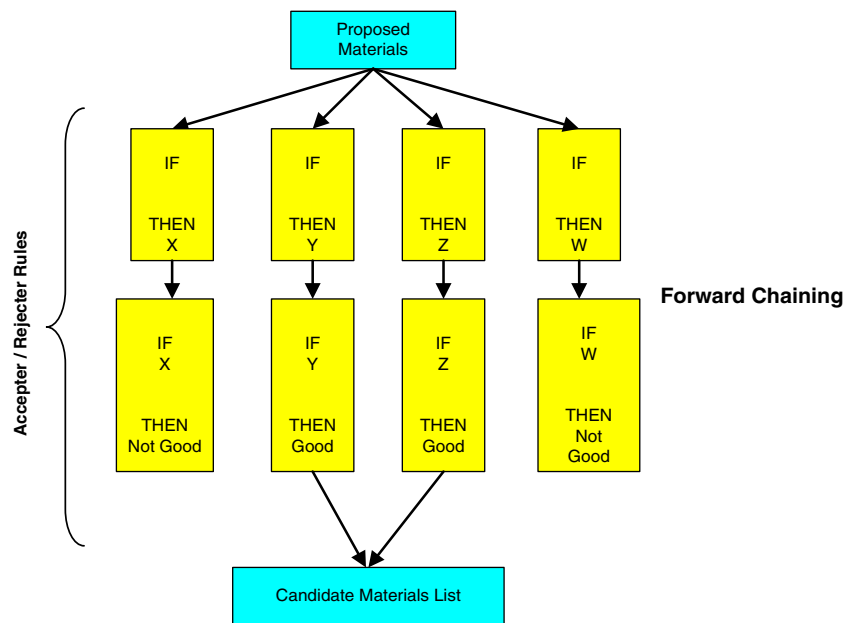 Proposed
Materials
Accepter / Rejecter Rules
IF
THEN
X
IF
THEN
Y
IF
THEN
Z
IF
THEN
W
IF
X
THEN
Not Good
IF
Y
THEN
Good
IF
Z
THEN
Good
IF
W
THEN
Not
Good
Forward Chaining
Candidate Materials List